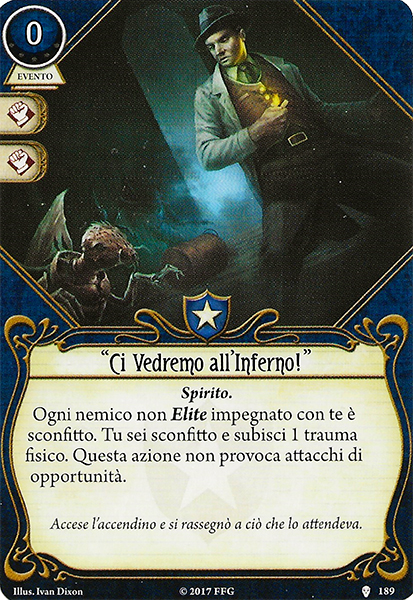 0
EVENTO
“Ci Vedremo all’Inferno!”
Spirito.
Ogni nemico non Elite impegnato con te è
sconfitto. Tu sei sconfitto e subisci 1 trauma
fisico. Questa azione non provoca attacchi di
opportunità.
Accese l’accendino e si rassegnò a ciò che lo attendeva.
Illus. Ivan Dixon © 2017 FFG 189